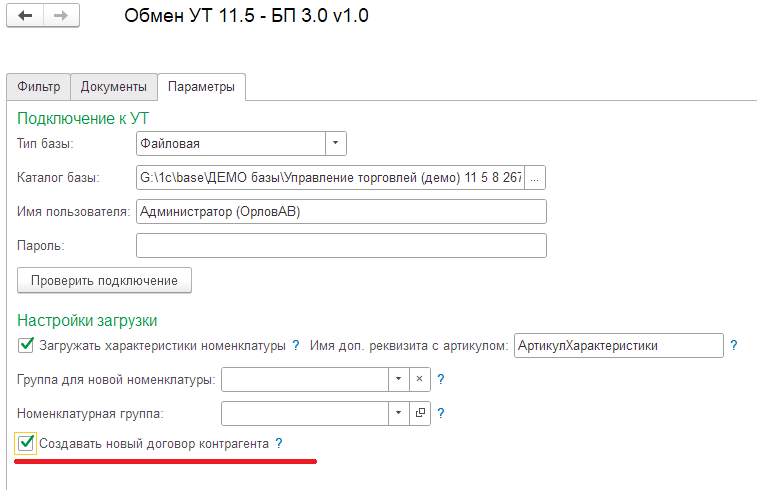 Обмен УТ 11.5 - БП 3.0 v1.0
Фильтр Документы Параметры
Подключение к УТ
Тип базы: Файловая
Каталог базы: G:\1c\base\ДЕМО базы\Управление торговлей (демо) 11 5 8 267 ...
Имя пользователя: Администратор (ОрловАВ)
Пароль:
Проверить подключение
Настройки загрузки
Загружать характеристики номенклатуры ? Имя доп. реквизита с артикулом: АртикулХарактеристики ?
Группа для новой номенклатуры: ?
Номенклатурная группа: ?
Создавать новый договор контрагента ?